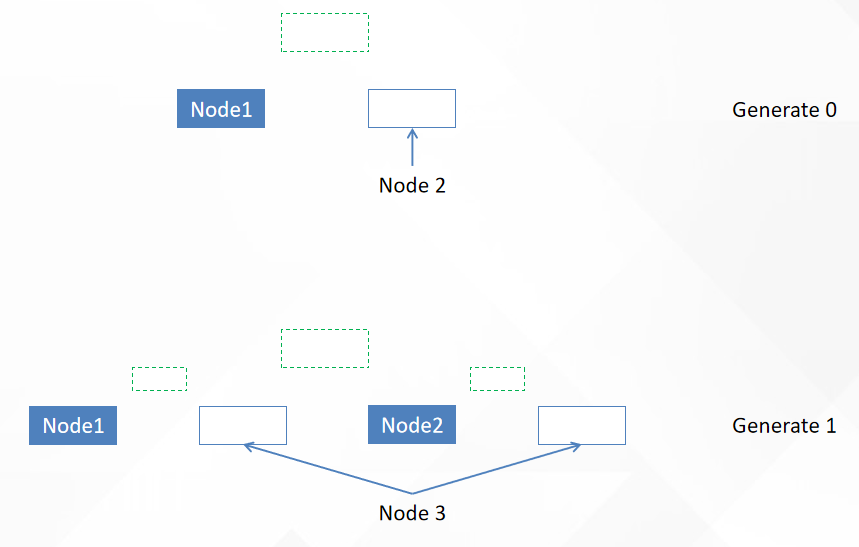 Node1
Generate 0
Node 2
Node1
Node2
Generate 1
Node 3